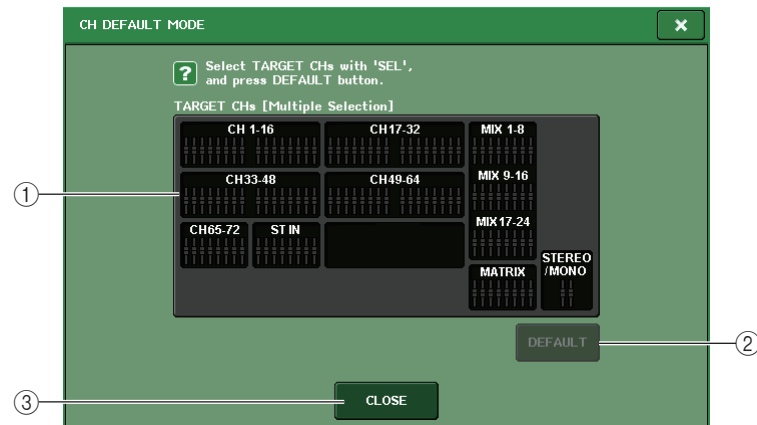 CH DEFAULT MODE
×
? Select TARGET CHs with 'SEL',
and press DEFAULT button.
TARGET CHs [Multiple Selection]
CH 1-16
CH17-32
MIX 1-8
CH33-48
CH49-64
MIX 9-16
CH65-72
ST IN
MIX17-24
MATRIX
STEREO
/MONO
①
DEFAULT
②
③
CLOSE